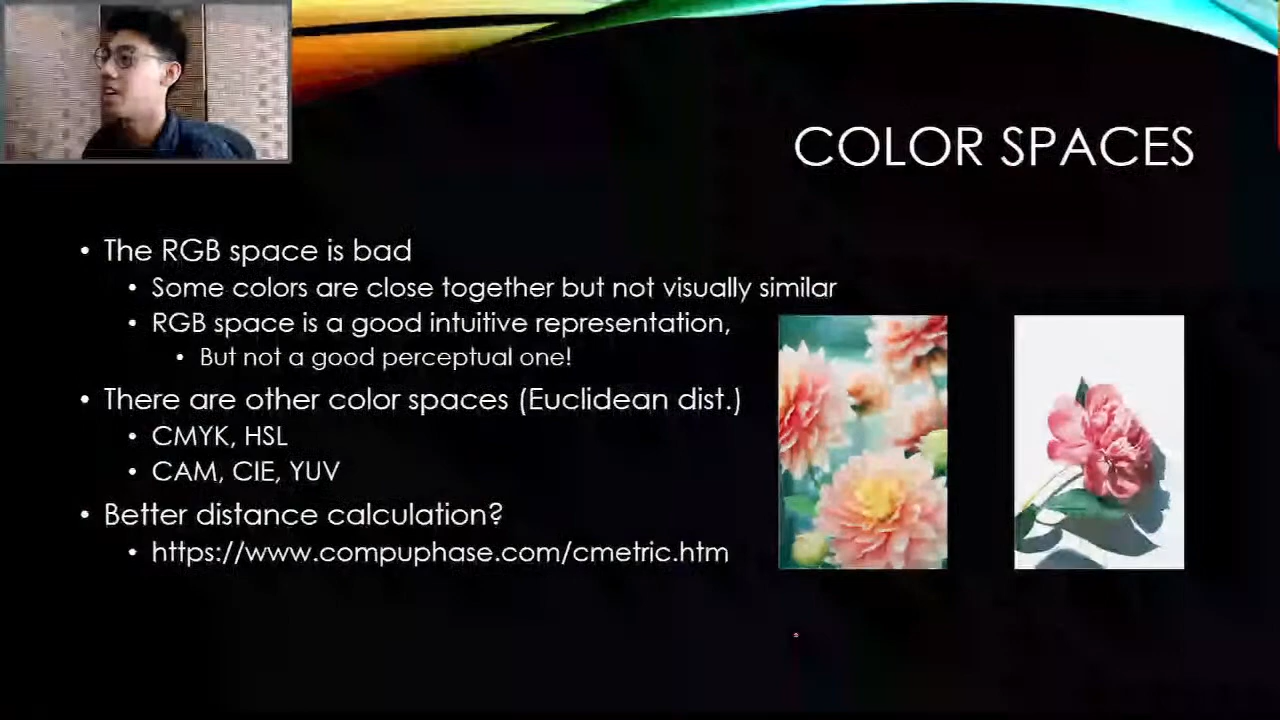 COLOR SPACES
• The RGB space is bad
• Some colors are close together but not visually similar
• RGB space is a good intuitive representation,
• But not a good perceptual one!
• There are other color spaces (Euclidean dist.)
• CMYK, HSL
• CAM, CIE, YUV
• Better distance calculation?
• https://www.compuphase.com/cmetric.htm